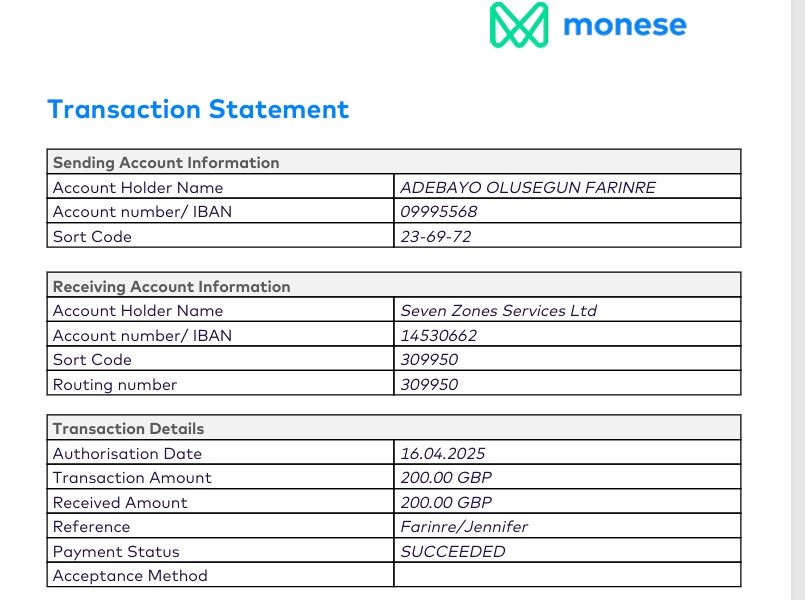 monese
Transaction Statement
Sending Account Information
Account Holder Name ADEBAYO OLUSEGUN FARINRE
Account number/ IBAN 09995568
Sort Code 23-69-72
Receiving Account Information
Account Holder Name Seven Zones Services Ltd
Account number/ IBAN 14530662
Sort Code 309950
Routing number 309950
Transaction Details
Authorisation Date 16.04.2025
Transaction Amount 200.00 GBP
Received Amount 200.00 GBP
Reference Farinre/Jennifer
Payment Status SUCCEEDED
Acceptance Method